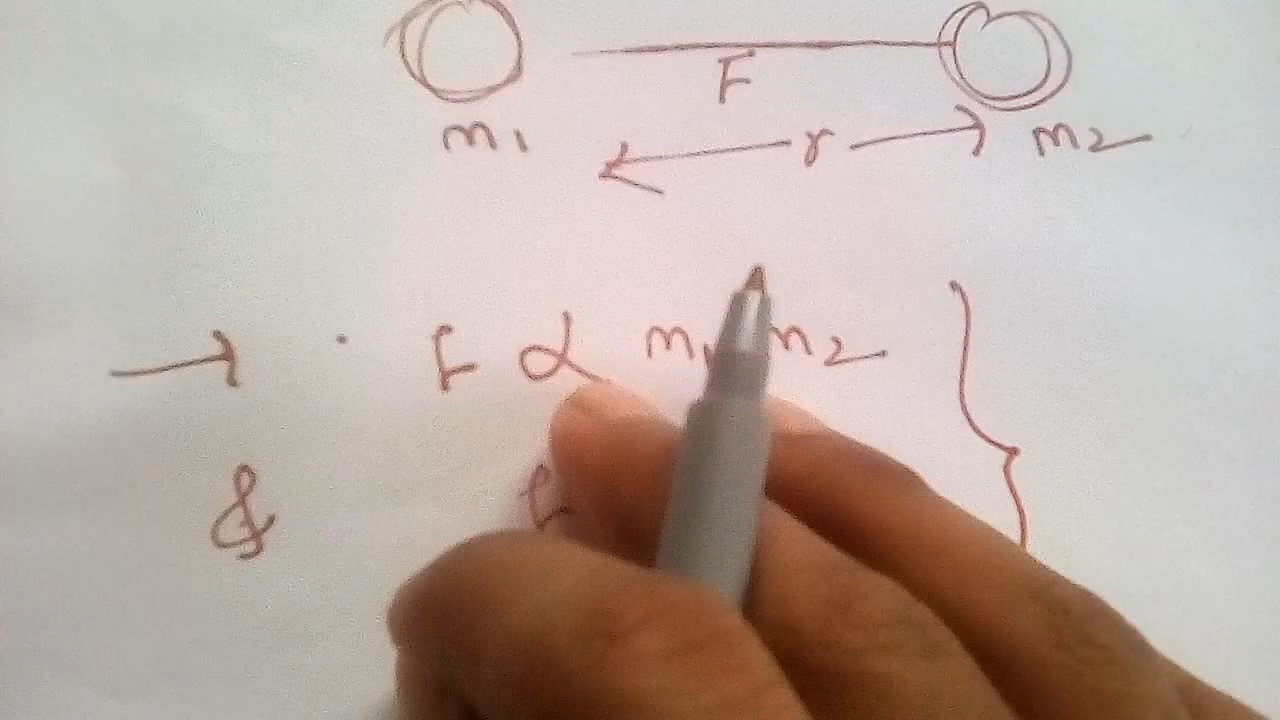 F
m1 r m2
→ . F ∝ m1 m2 }
& F